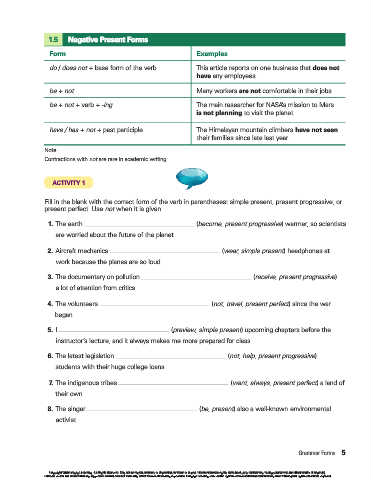 1.5 Negative Present Forms
Form Examples
do / does not + base form of the verb This article reports on one business that does not
have any employees
be + not Many workers are not comfortable in their jobs
be + not + verb + -ing The main researcher for NASA's mission to Mars
is not planning to visit the planet
have / has + not + past participle The Himalayan mountain climbers have not seen
their families since late last year
Note
Contractions with not are rare in academic writing
ACTIVITY 1
Fill in the blank with the correct form of the verb in parentheses: simple present, present progressive, or
present perfect Use not when it is given
1. The earth (become, present progressive) warmer, so scientists
are worried about the future of the planet
2. Aircraft mechanics (wear, simple present) headphones at
work because the planes are so loud
3. The documentary on pollution (receive, present progressive)
a lot of attention from critics
4. The volunteers (not, travel, present perfect) since the war
began
5. I (preview, simple present) upcoming chapters before the
instructor's lecture, and it always makes me more prepared for class
6. The latest legislation (not, help, present progressive)
students with their huge college loans
7. The indigenous tribes (want, always, present perfect) a land of
their own
8. The singer (be, present) also a well-known environmental
activist
Grammar Forms 5